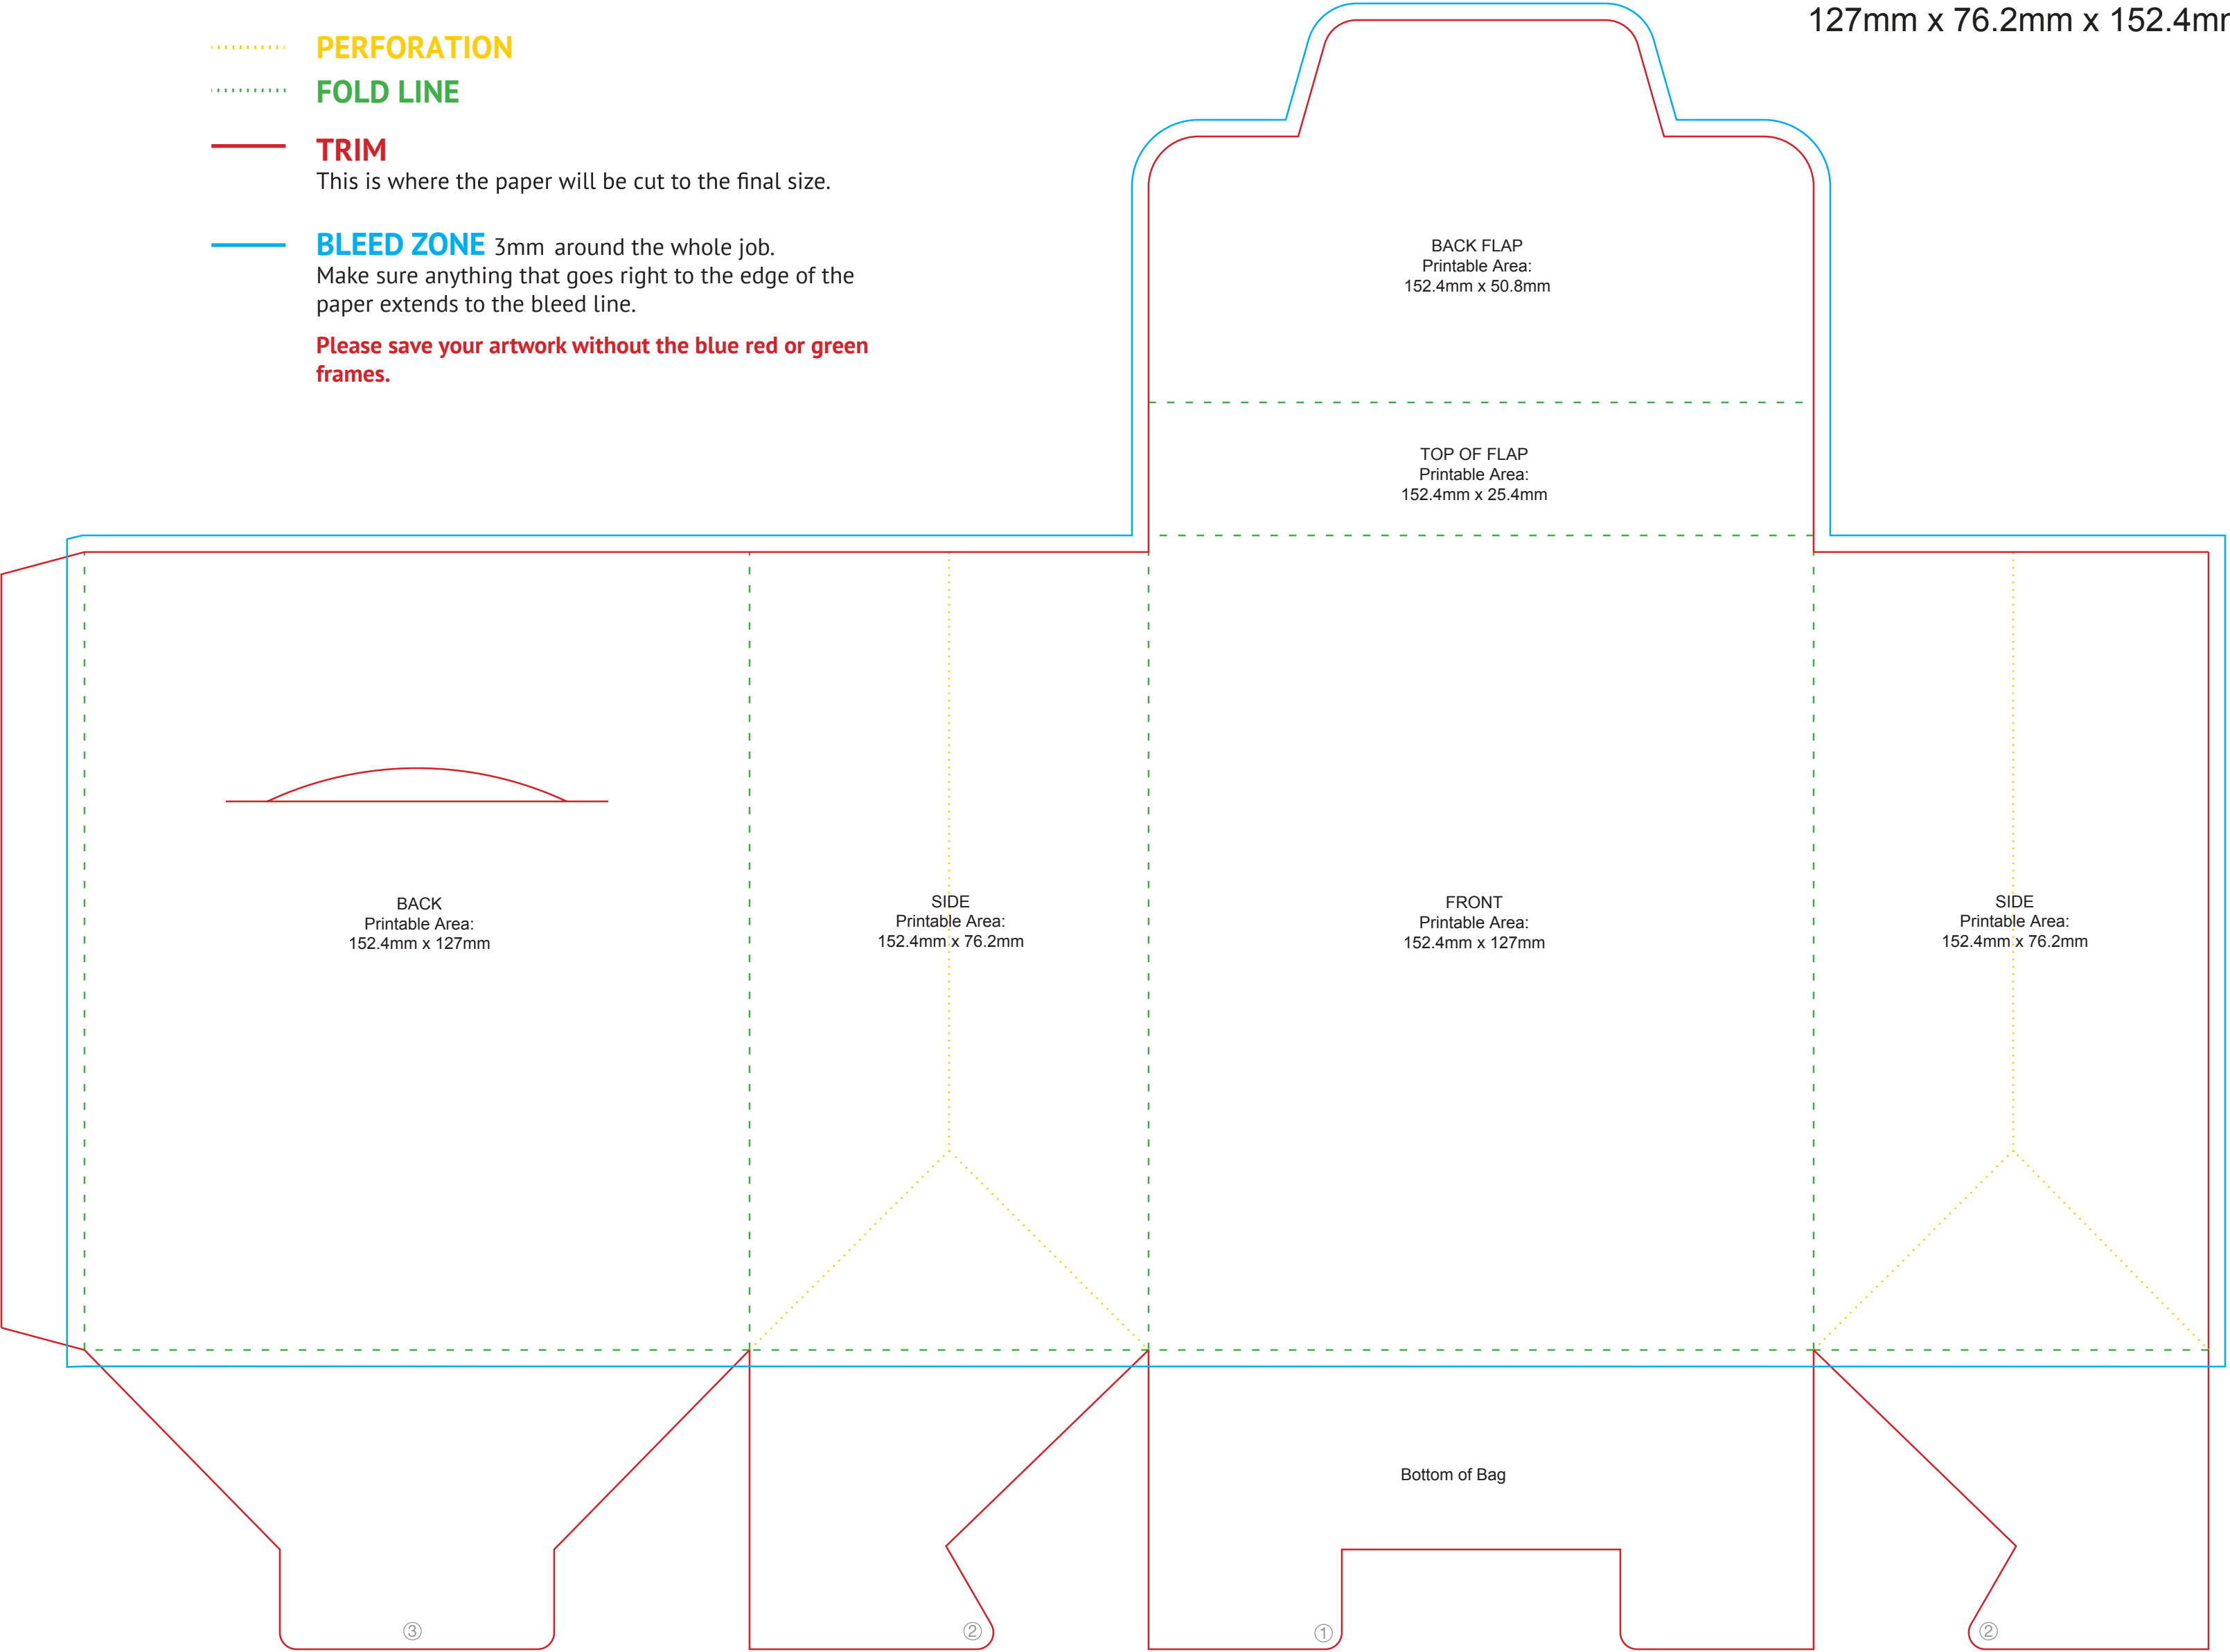 127mm x 76.2mm x 152.4m
PERFORATION
FOLD LINE
TRIM
This is where the paper will be cut to the final size.
BLEED ZONE 3mm around the whole job.
Make sure anything that goes right to the edge of the
paper extends to the bleed line.
Please save your artwork without the blue red or green
frames.
BACK FLAP
Printable Area:
152.4mm x 50.8mm
TOP OF FLAP
Printable Area:
152.4mm x 25.4mm
BACK
Printable Area:
152.4mm x 127mm
SIDE
Printable Area:
152.4mm x 76.2mm
FRONT
Printable Area:
152.4mm x 127mm
SIDE
Printable Area:
152.4mm x 76.2mm
Bottom of Bag
③
②
①
②